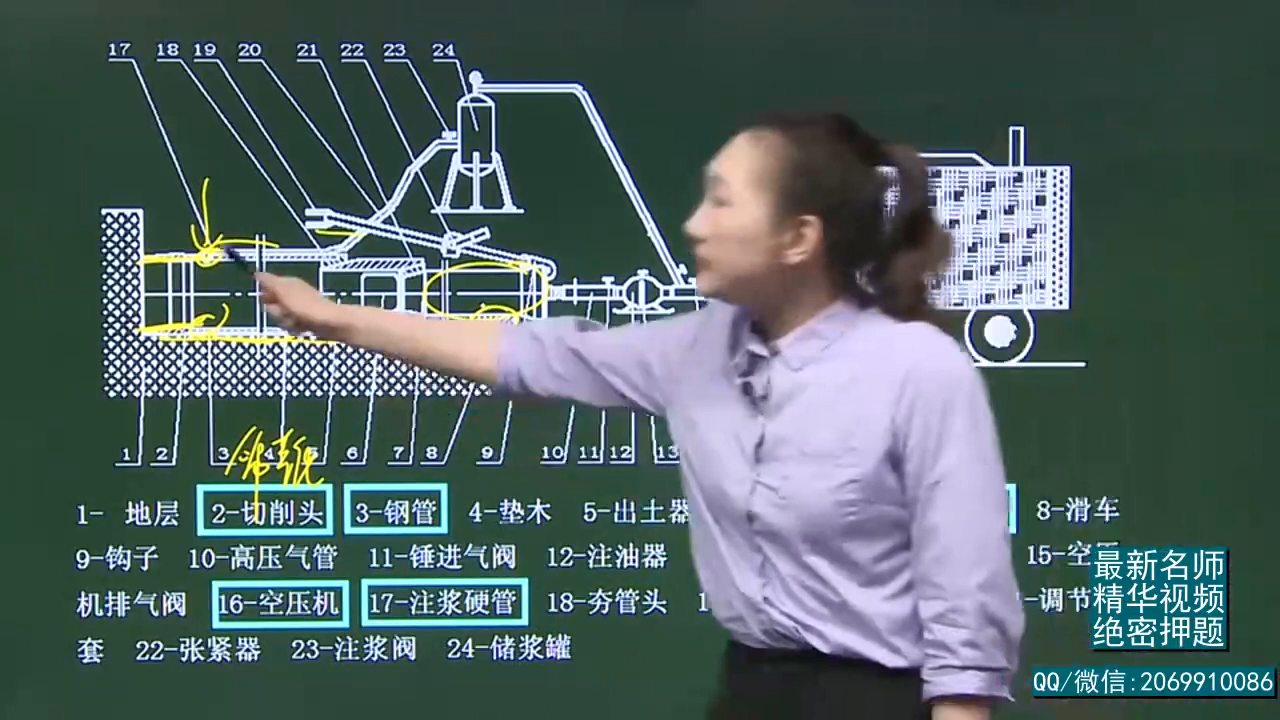 17 18 19 20 21 22 23 24
1 2 3 4 5 6 7 8 9 10 11 12 13
1- 地层 2-切削头 3-钢管 4-垫木 5-出土器 8-滑车
9-钩子 10-高压气管 11-锤进气阀 12-注油器 15-空压
机排气阀 16-空压机 17-注浆硬管 18-夯管头 -调节
套 22-张紧器 23-注浆阀 24-储浆罐
最新名师
精华视频
绝密押题
QQ/微信:2069910086